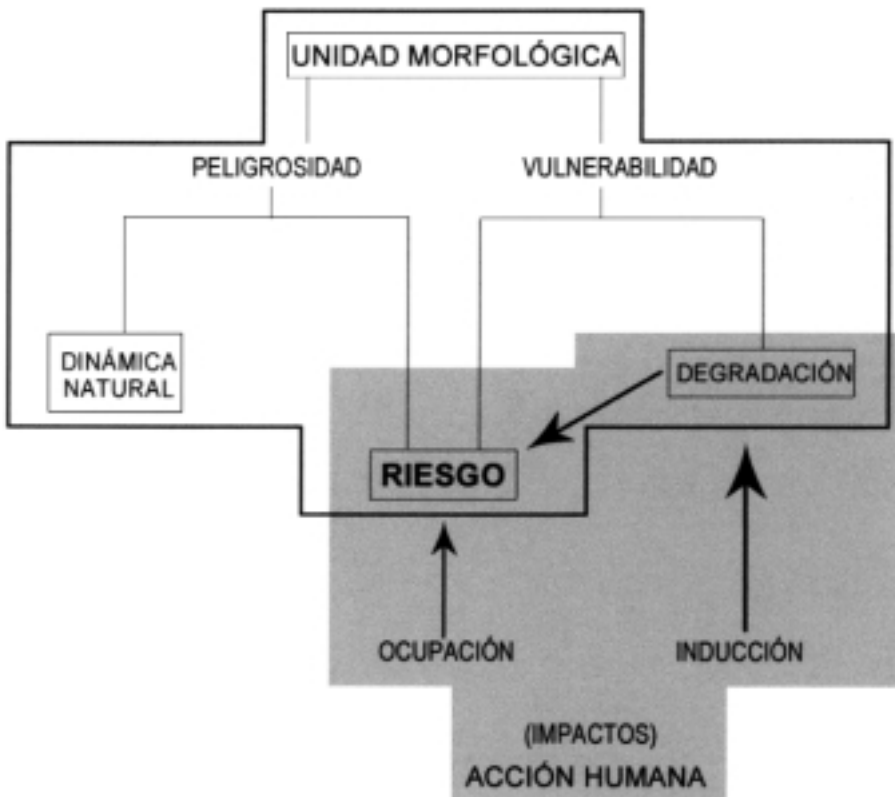 UNIDAD MORFOLÓGICA
PELIGROSIDAD
VULNERABILIDAD
DINÁMICA
NATURAL
DEGRADACIÓN
RIESGO
OCUPACIÓN
INDUCCIÓN
(IMPACTOS)
ACCIÓN HUMANA